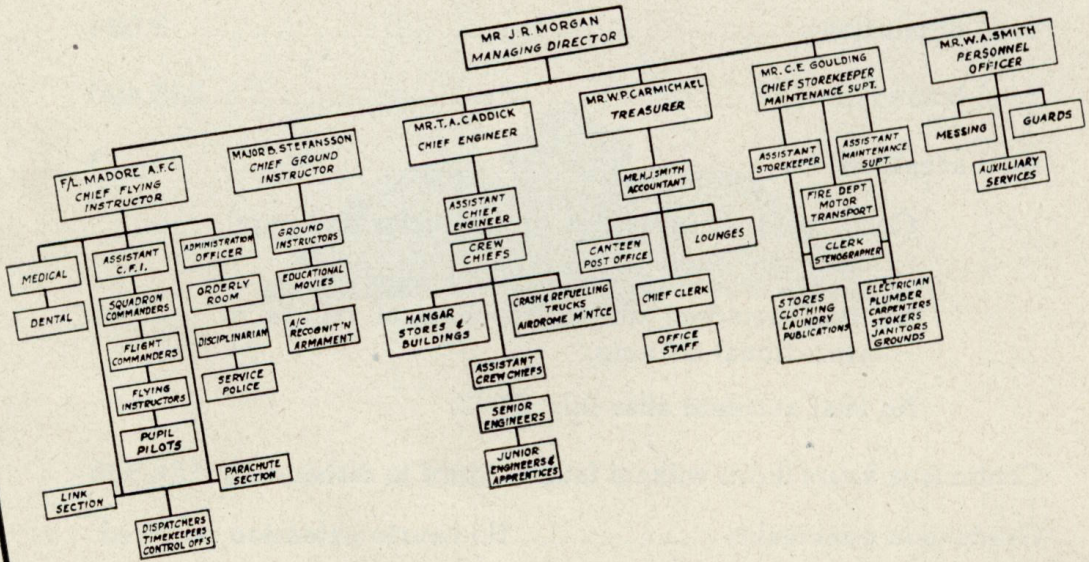 MR. J. R. MORGAN
MANAGING DIRECTOR
MR. W. A. SMITH
PERSONNEL
OFFICER
MR. C. E. GOULDING
CHIEF STOREKEEPER
MAINTENANCE SUPT.
MR. W. P. CARMICHAEL
TREASURER
MR. T. A. CADDICK
CHIEF ENGINEER
MAJOR B. STEFANSSON
CHIEF GROUND
INSTRUCTOR
F/L. MADORE A.F.C.
CHIEF FLYING
INSTRUCTOR
MEDICAL
DENTAL
ASSISTANT
C.F.I.
SQUADRON
COMMANDERS
FLIGHT
COMMANDERS
FLYING
INSTRUCTORS
PUPIL
PILOTS
ADMINISTRATION
OFFICER
ORDERLY
ROOM
DISCIPLINARIAN
SERVICE
POLICE
LINK
SECTION
PARACHUTE
SECTION
DISPATCHERS
TIMEKEEPERS
CONTROL OFF'S
GROUND
INSTRUCTORS
EDUCATIONAL
MOVIES
A/C
RECOGNIT'N
ARMAMENT
ASSISTANT
CHIEF
ENGINEER
CREW
CHIEFS
HANGAR
STORES &
BUILDINGS
CRASH & REFUELLING
TRUCKS
AIRDROME M'NTCE
ASSISTANT
CREW CHIEFS
SENIOR
ENGINEERS
JUNIOR
ENGINEERS &
APPRENTICES
MR. H. J. SMITH
ACCOUNTANT
CANTEEN
POST OFFICE
LOUNGES
CHIEF CLERK
OFFICE
STAFF
ASSISTANT
STOREKEEPER
ASSISTANT
MAINTENANCE
SUPT.
FIRE DEPT
MOTOR
TRANSPORT
CLERK
STENOGRAPHER
STORES
CLOTHING
LAUNDRY
PUBLICATIONS
ELECTRICIAN
PLUMBER
CARPENTERS
STOKERS
JANITORS
GROUNDS
MESSING
GUARDS
AUXILLIARY
SERVICES